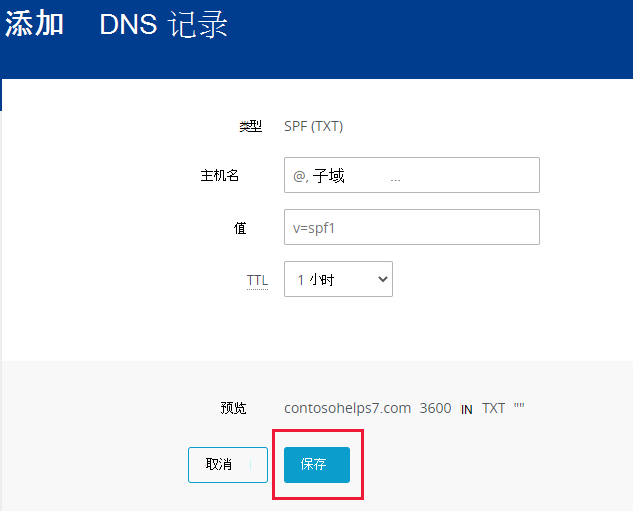 添加 DNS 记录
类型 SPF (TXT)
主机名 @, 子域 ...
值 v=spf1
TTL 1 小时
预览 contosohelps7.com 3600 IN TXT ""
取消 保存